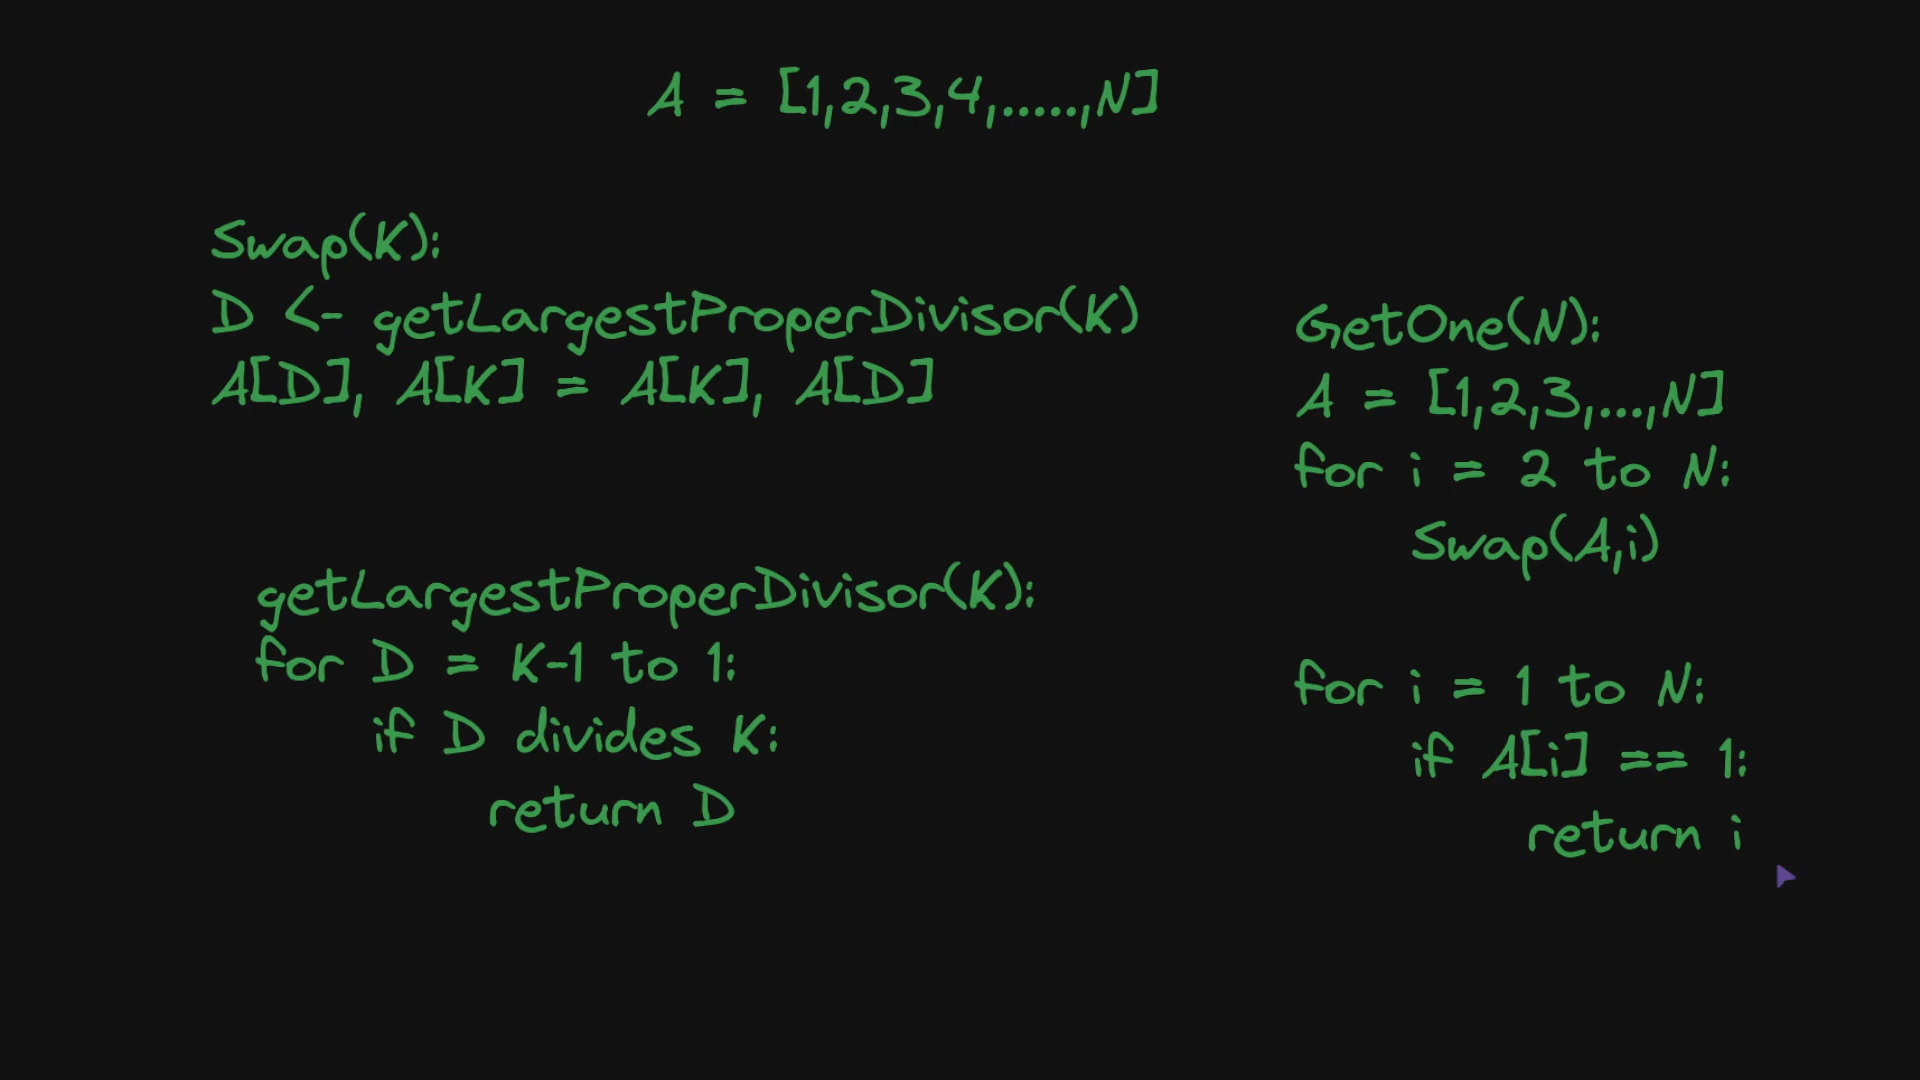 A = [1,2,3,4,.....,N]
Swap(K):
D <- getLargestProperDivisor(K)
A[D], A[K] = A[K], A[D]
getLargestProperDivisor(K):
for D = K-1 to 1:
if D divides K:
return D
GetOne(N):
A = [1,2,3,...,N]
for i = 2 to N:
Swap(A,i)
for i = 1 to N:
if A[i] == 1:
return i